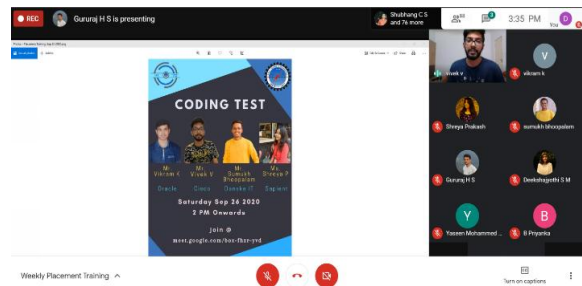 REC
Gururaj H S is presenting
Shubhang C S
and 76 more
3:35 PM
You
CODING TEST
Mr.
Vikram K
Mr.
Vivek V
Mr.
Sumukh
Bhoopalam
Ms.
Shreya P
Oracle
Cisco
Sapient
Saturday Sep 26 2020
2 PM Onwards
join @
vivek v
vikram k
Shreya Prakash
sumukh bhoopalam
Gururaj H S
Deekshajyothi S M
Y
Yaseen Mohammed ...
B
B Priyanka
V
Weekly Placement Training
Turn on captions